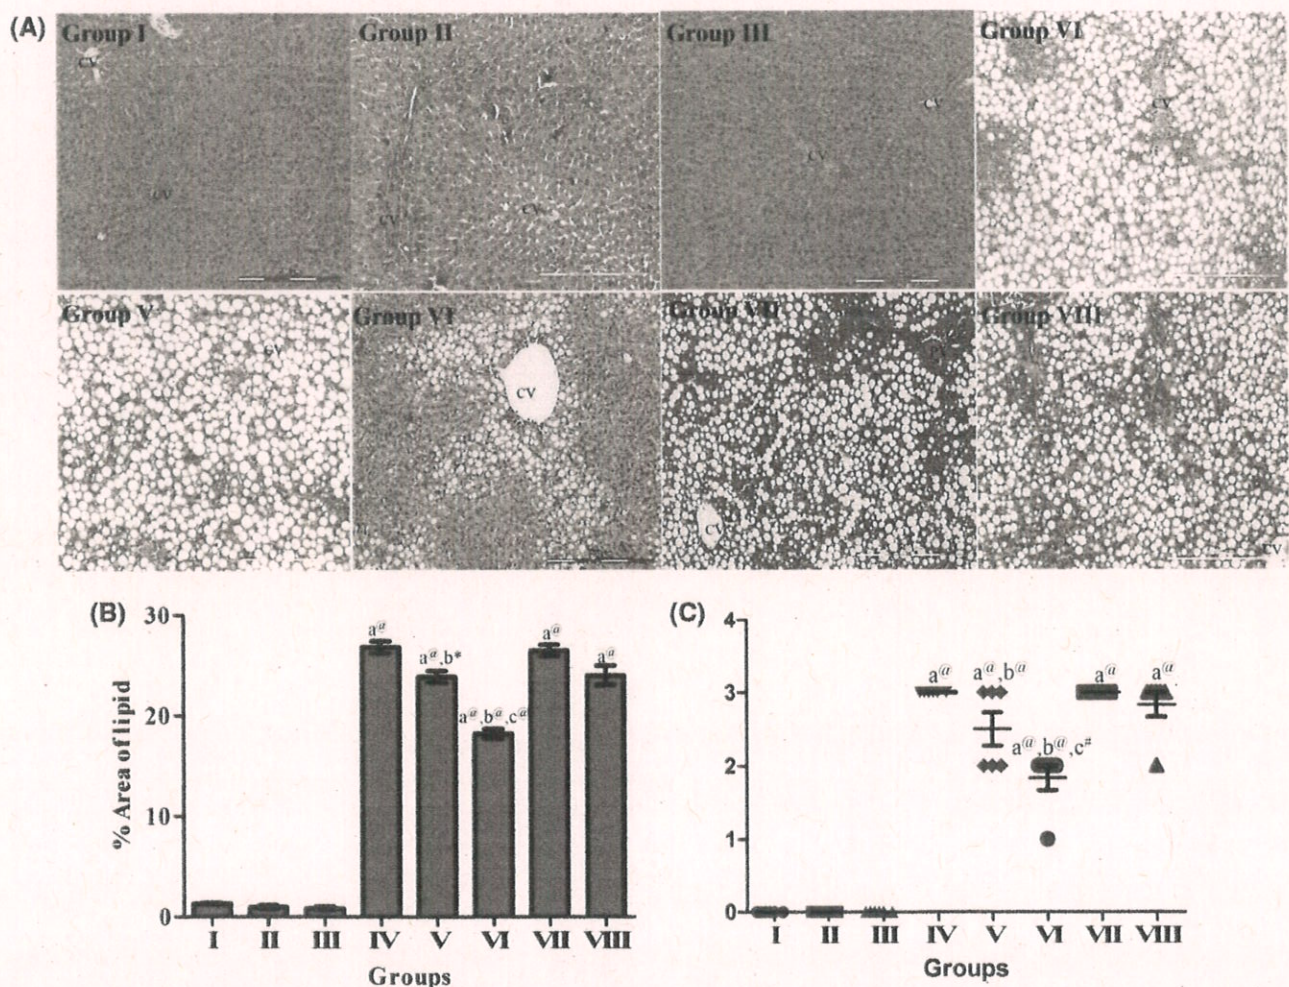 (A)
Group I
Group II
Group III
Group VI
CV
CV
CV
CV
CV
CV
CV
Group V
Group VI
Group VII
Group VIII
CV
CV
CV
CV
(B)
30
20
10
0
% Area of lipid
a@
a@,b*
a@,b@,c@
a@
a@
I II III IV V VI VII VIII
Groups
(C)
4
3
2
1
0
a@
a@,b@
a@,b@,c#
a@
a@
I II III IV V VI VII VIII
Groups